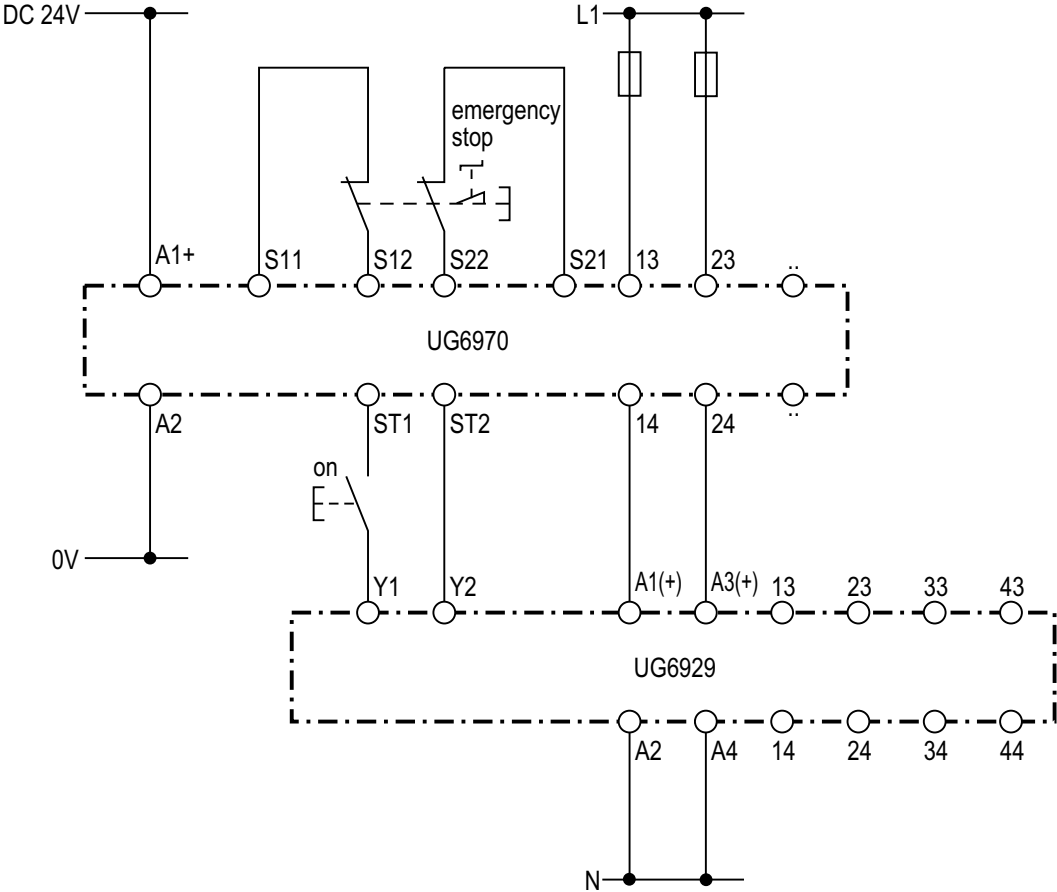 DC 24V
L1
emergency
stop
A1+
S11
S12
S22
S21
13
23
..
UG6970
A2
ST1
ST2
14
24
..
on
0V
Y1
Y2
A1(+)
A3(+)
13
23
33
43
UG6929
A2
A4
14
24
34
44
N